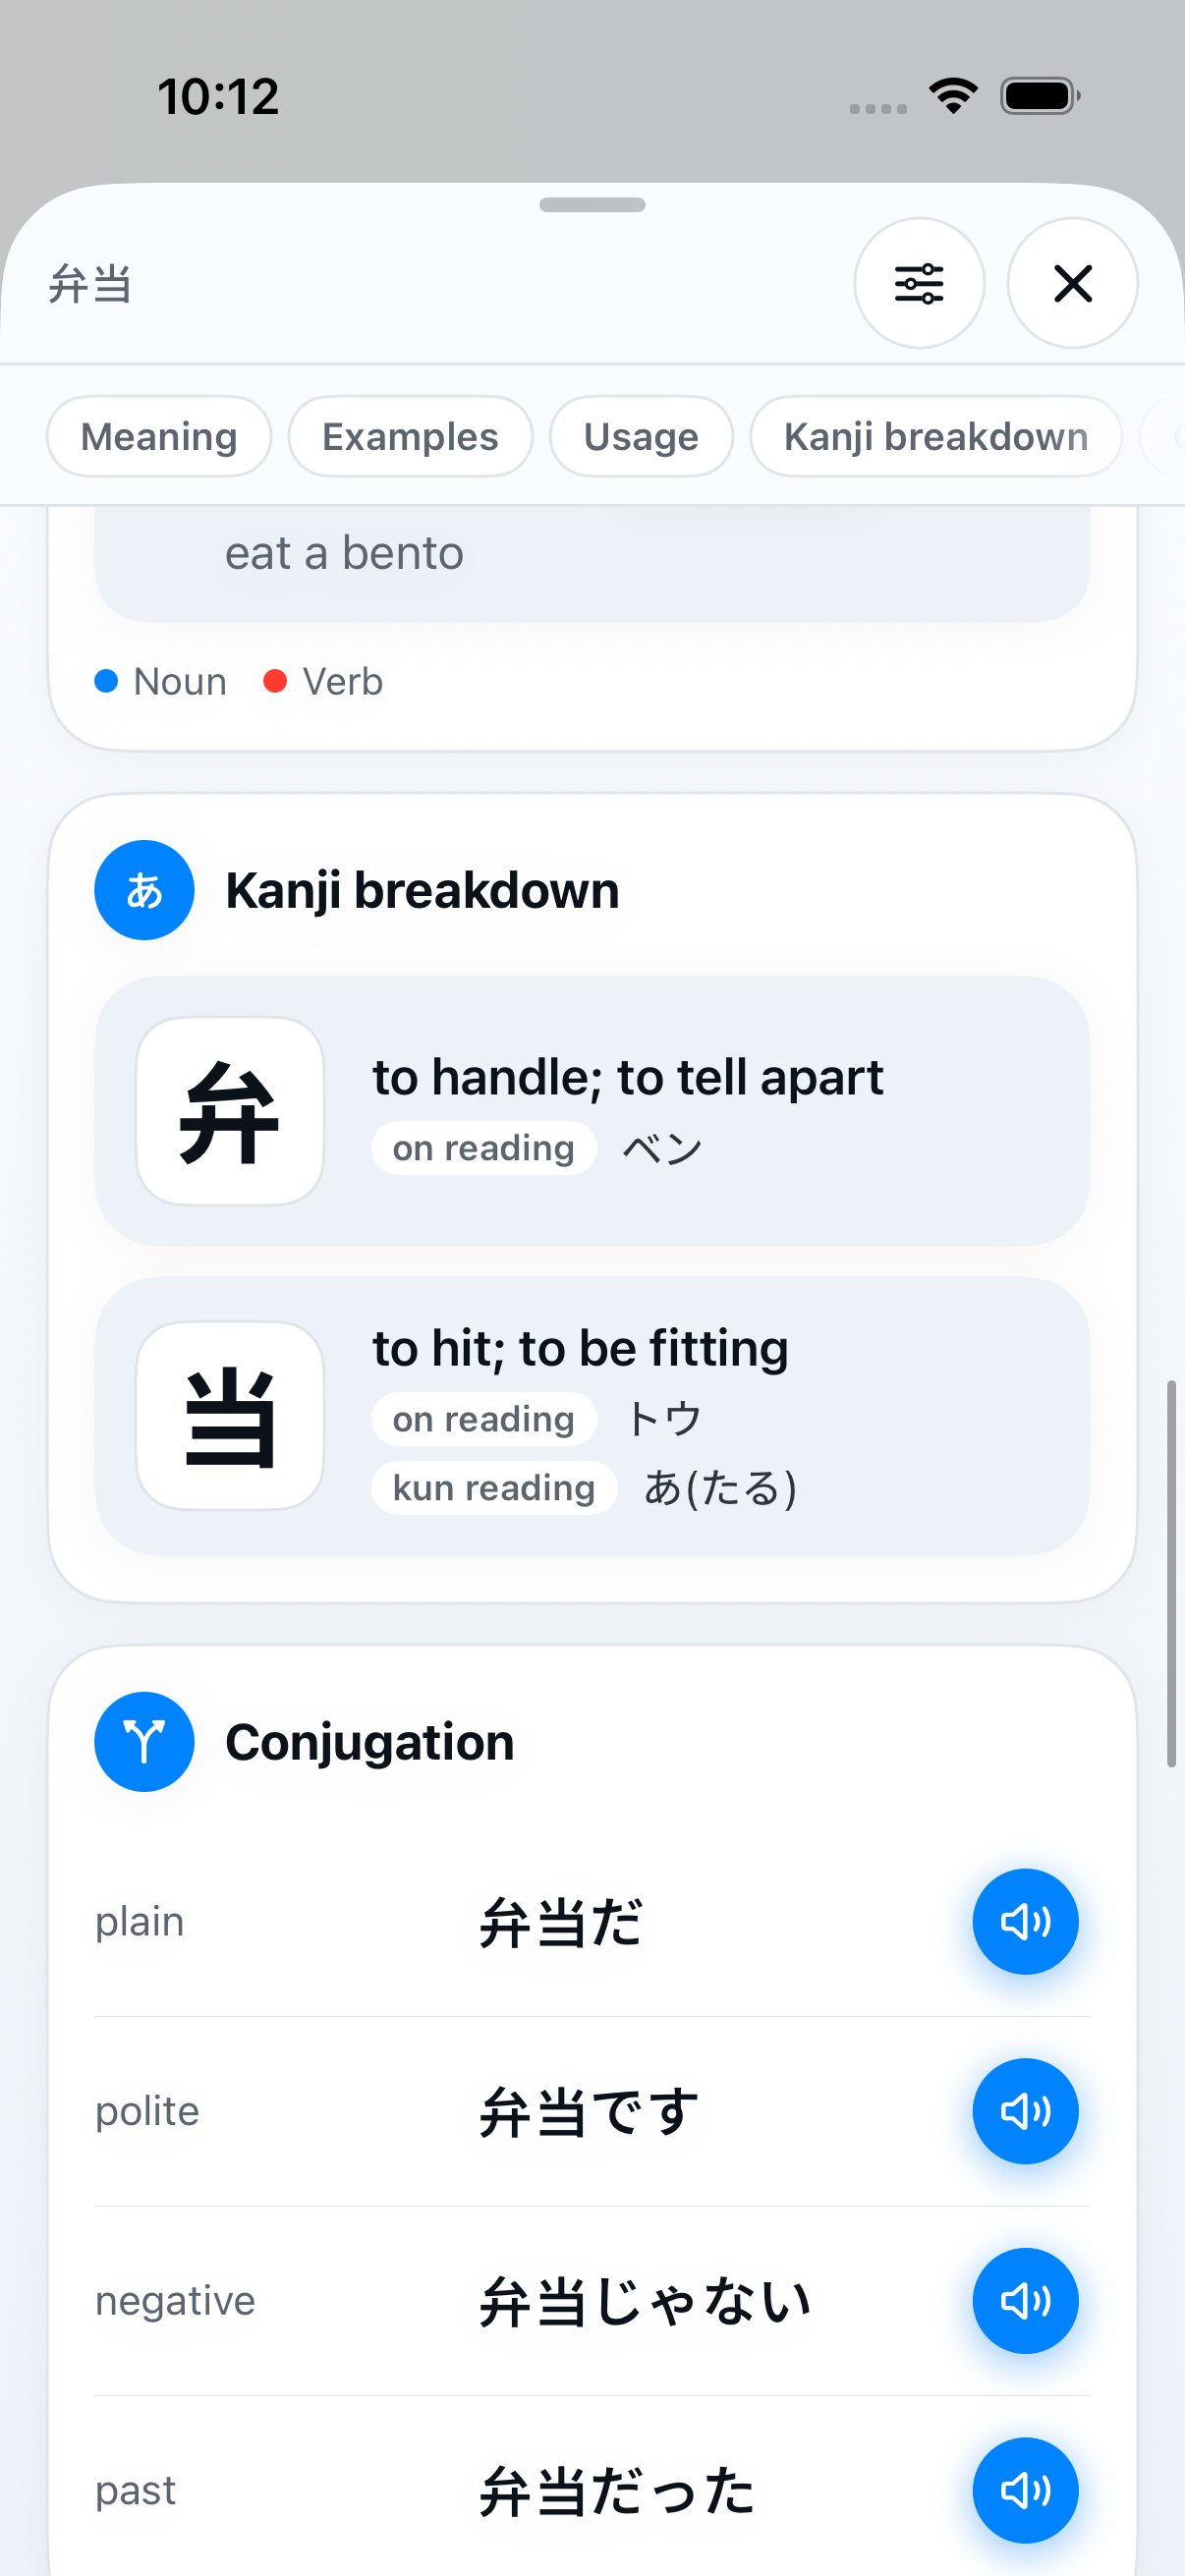 10:12
弁当
Meaning Examples Usage Kanji breakdown
eat a bento
Noun Verb
あ Kanji breakdown
弁
to handle; to tell apart
on reading ベン
当
to hit; to be fitting
on reading トウ
kun reading あ(たる)
Conjugation
plain 弁当だ
polite 弁当です
negative 弁当じゃない
past 弁当だった